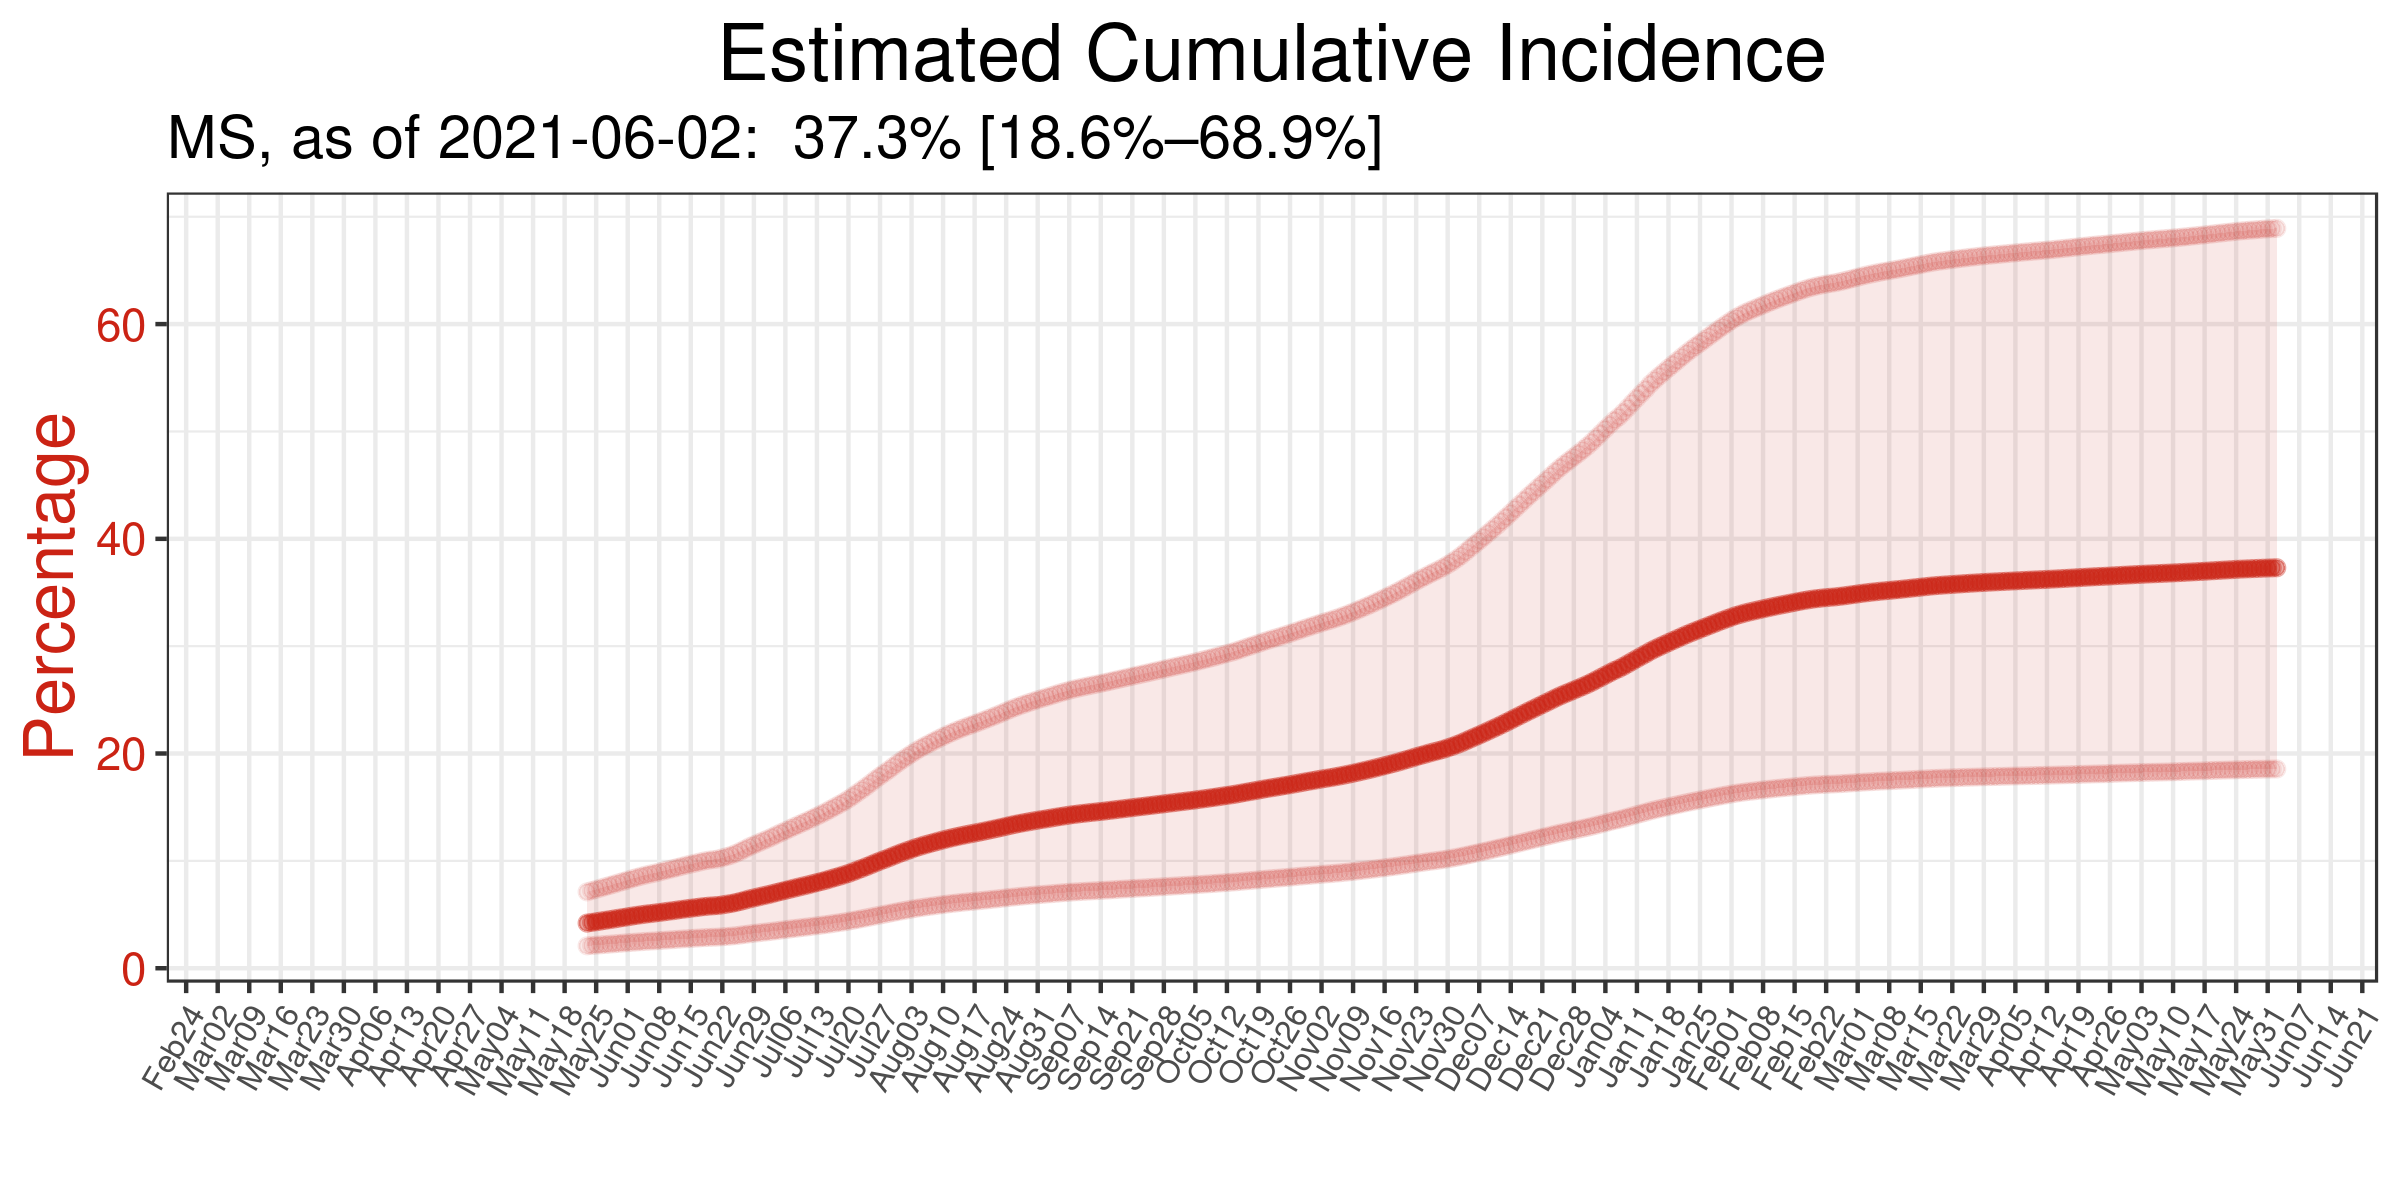 Estimated Cumulative Incidence
MS, as of 2021-06-02:  37.3% [18.6%–68.9%]
Percentage
60
40
20
0
Feb24
Mar02
Mar09
Mar16
Mar23
Mar30
Apr06
Apr13
Apr20
Apr27
May04
May11
May18
May25
Jun01
Jun08
Jun15
Jun22
Jun29
Jul06
Jul13
Jul20
Jul27
Aug03
Aug10
Aug17
Aug24
Aug31
Sep07
Sep14
Sep21
Sep28
Oct05
Oct12
Oct19
Oct26
Nov02
Nov09
Nov16
Nov23
Nov30
Dec07
Dec14
Dec21
Dec28
Jan04
Jan11
Jan18
Jan25
Feb01
Feb08
Feb15
Feb22
Mar01
Mar08
Mar15
Mar22
Mar29
Apr05
Apr12
Apr19
Apr26
May03
May10
May17
May24
May31
Jun07
Jun14
Jun21